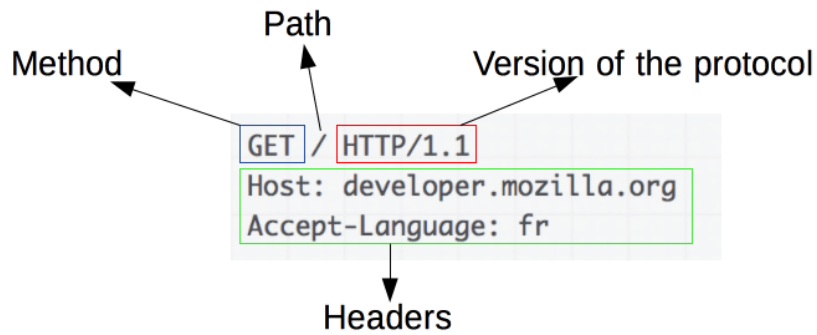 Path
Method
Version of the protocol
GET / HTTP/1.1
Host: developer.mozilla.org
Accept-Language: fr
Headers